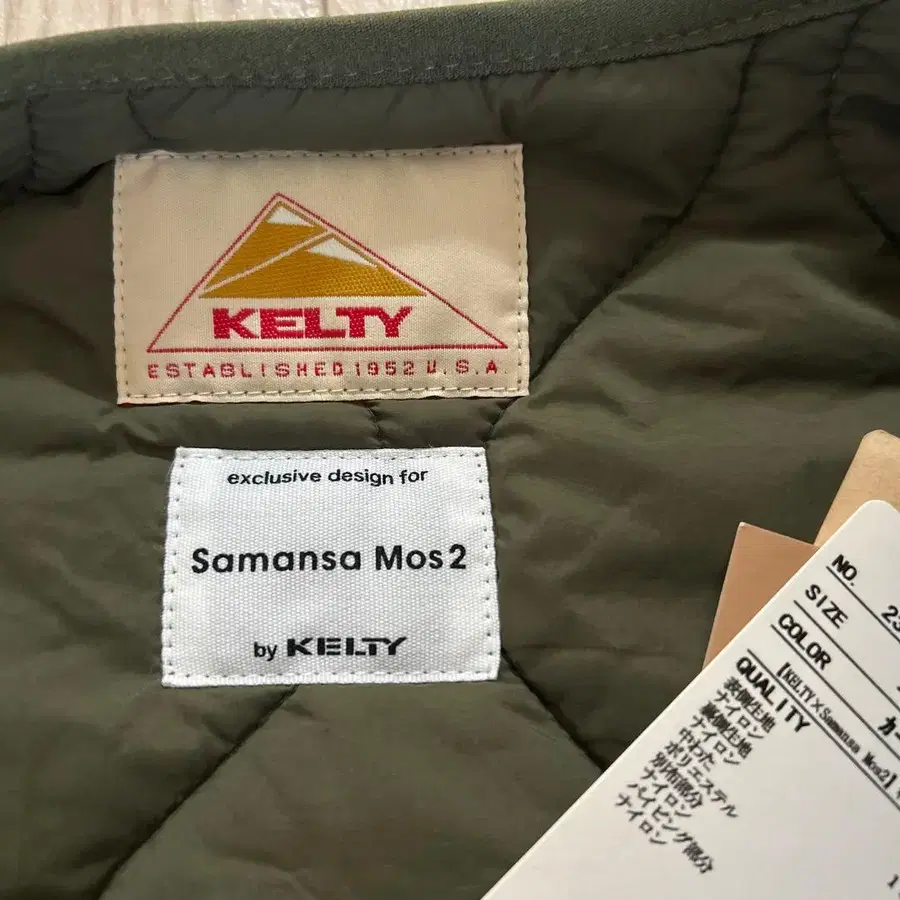 KELTY
ESTABLISHED 1952 U.S.A.
exclusive design for
Samansa Mos2
by KELTY
NO. 23
SIZE
COLOR カー
【KELTY×Samansa Mos2】
QUALITY
表側生地
ナイロン
裏側生地
ナイロン
中わた
ポリエステル
別布部分
ナイロン
パイピング部分
ナイロン